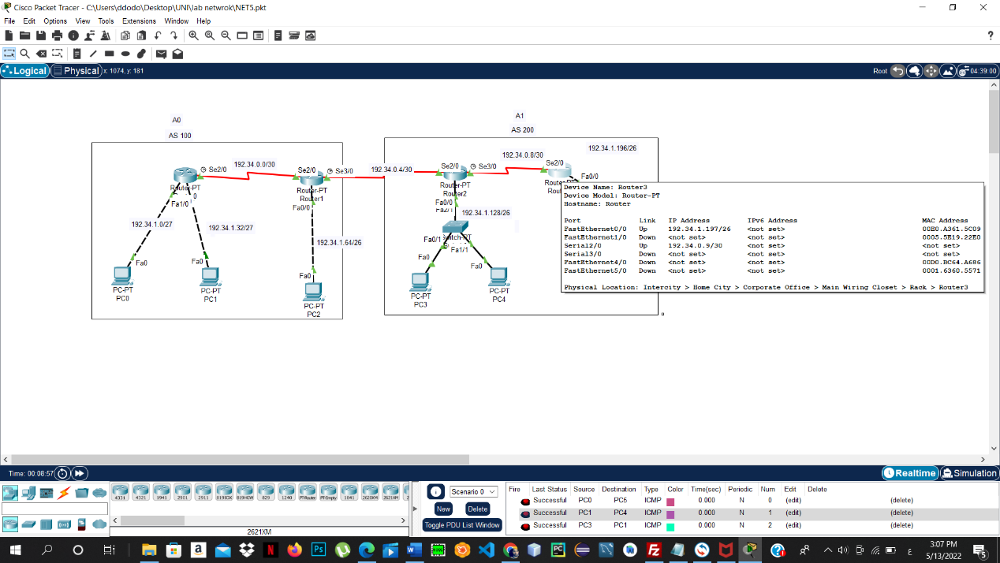 Cisco Packet Tracer - C:\Users\ddodo\Desktop\UNI\lab netwrok\NET5.pkt
File Edit Options View Tools Extensions Window Help
Logical Physical x: 1074, y: 181 Root 04:39:00
A0
AS 100
A1
AS 200
192.34.0.0/30
Se2/0
Se2/0
Se3/0
192.34.0.4/30
Se2/0
Se3/0
192.34.0.8/30
Se2/0
192.34.1.196/26
Fa0/0
Router-PT
0
Fa1/0
Router-PT
Router1
Fa0/0
Router-PT
Router2
Fa0/0
Fa2/1
192.34.1.0/27
192.34.1.32/27
192.34.1.64/26
192.34.1.128/26
Fa0/1
Fa1/1
Fa0
Fa0
Fa0
Fa0
Fa0
PC-PT
PC0
PC-PT
PC1
PC-PT
PC2
PC-PT
PC3
PC-PT
PC4
Device Name: Router3
Device Model: Router-PT
Hostname: Router
Port Link IP Address IPv6 Address MAC Address
FastEthernet0/0 Up 192.34.1.197/26 <not set> 00E0.A361.5C09
FastEthernet1/0 Down <not set> <not set> 0005.5E19.22E0
Serial2/0 Up 192.34.0.9/30 <not set> <not set>
Serial3/0 Down <not set> <not set> <not set>
FastEthernet4/0 Down <not set> <not set> 00D0.BC64.A686
FastEthernet5/0 Down <not set> <not set> 0001.6360.5571
Physical Location: Intercity > Home City > Corporate Office > Main Wiring Closet > Rack > Router3
Time: 00:08:57 Realtime Simulation
4331 4321 1941 2901 2911 819IOX 819HGW 829 1240 PT-Router PT-Empty 1841 2620XM 2621XM
2621XM
Scenario 0
New Delete
Toggle PDU List Window
Fire Last Status Source Destination Type Color Time(sec) Periodic Num Edit Delete
Successful PC0 PC5 ICMP 0.000 N 0 (edit) (delete)
Successful PC1 PC4 ICMP 0.000 N 1 (edit) (delete)
Successful PC3 PC1 ICMP 0.000 N 2 (edit) (delete)
3:07 PM
5/13/2022
ع
5